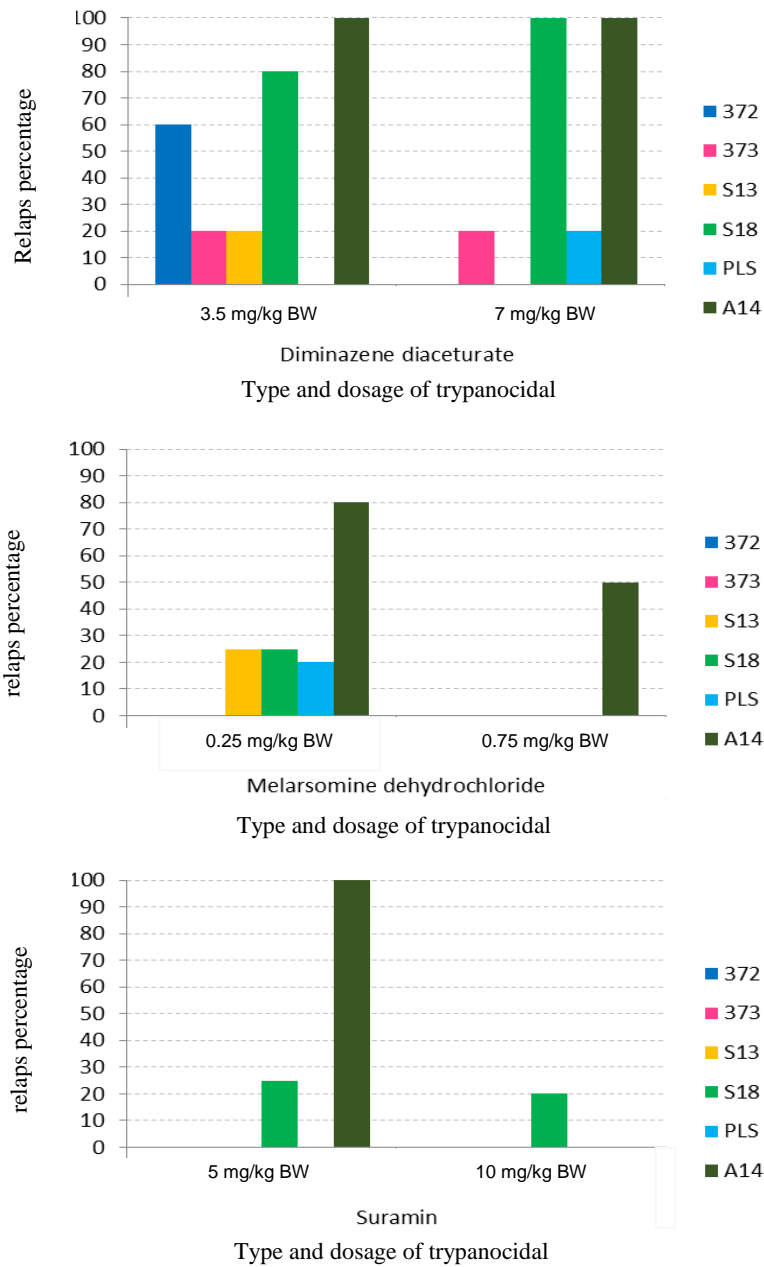 100
90
80
70
60
50
40
30
20
10
0
Relaps percentage
3.5 mg/kg BW
7 mg/kg BW
Diminazene diaceturate
Type and dosage of trypanocidal
372
373
S13
S18
PLS
A14
100
90
80
70
60
50
40
30
20
10
0
relaps percentage
0.25 mg/kg BW
0.75 mg/kg BW
Melarsomine dehydrochloride
Type and dosage of trypanocidal
372
373
S13
S18
PLS
A14
100
90
80
70
60
50
40
30
20
10
0
relaps percentage
5 mg/kg BW
10 mg/kg BW
Suramin
Type and dosage of trypanocidal
372
373
S13
S18
PLS
A14